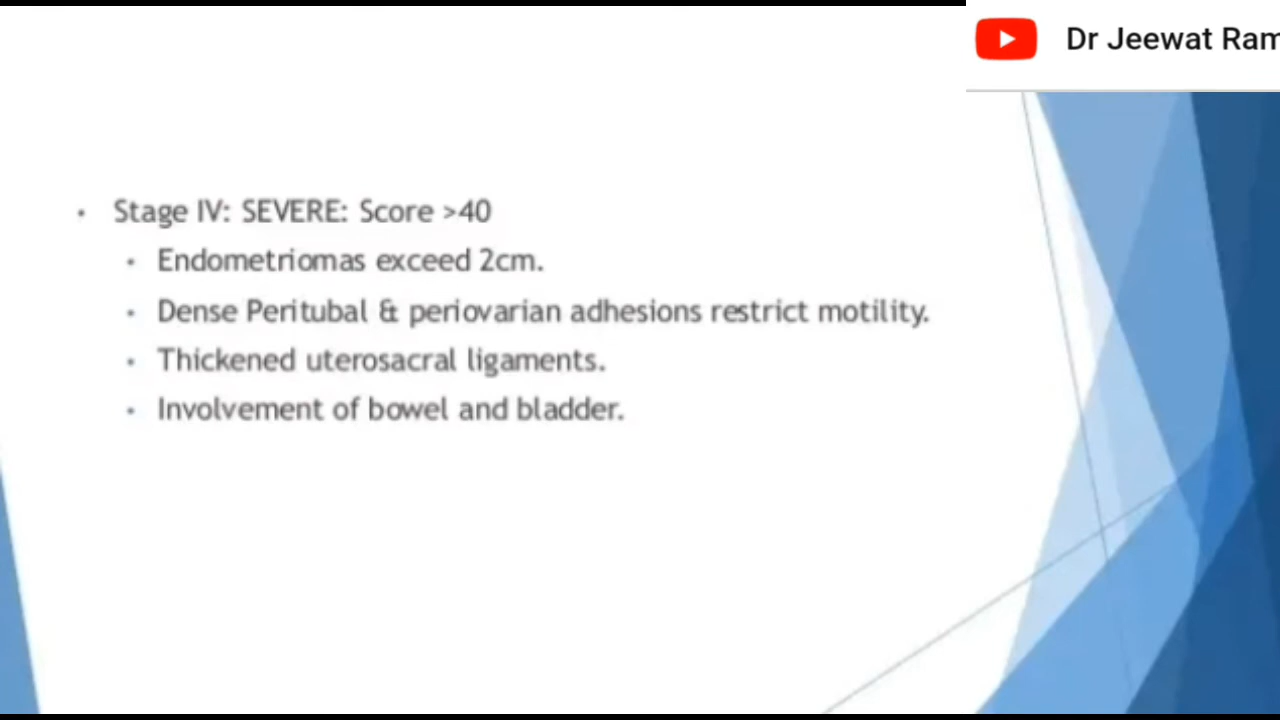 Dr Jeewat Ram
• Stage IV: SEVERE: Score >40
• Endometriomas exceed 2cm.
• Dense Peritubal & periovarian adhesions restrict motility.
• Thickened uterosacral ligaments.
• Involvement of bowel and bladder.